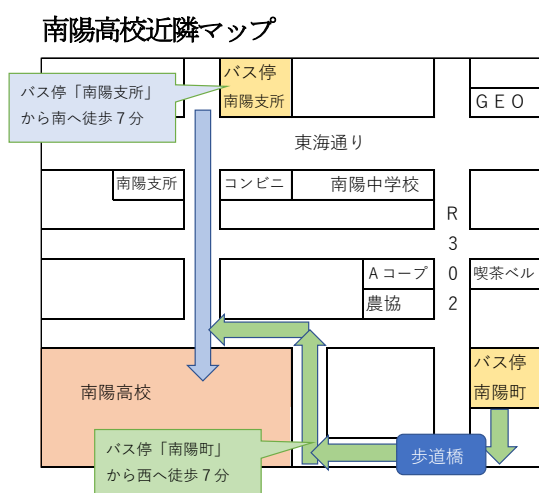 南陽高校近隣マップ
バス停「南陽支所」
から南へ徒歩７分
バス停
南陽支所
ＧＥＯ
東海通り
南陽支所
コンビニ
南陽中学校
Ｒ
３
０
２
Ａコープ
農協
喫茶ベル
バス停
南陽町
南陽高校
バス停「南陽町」
から西へ徒歩７分
歩道橋